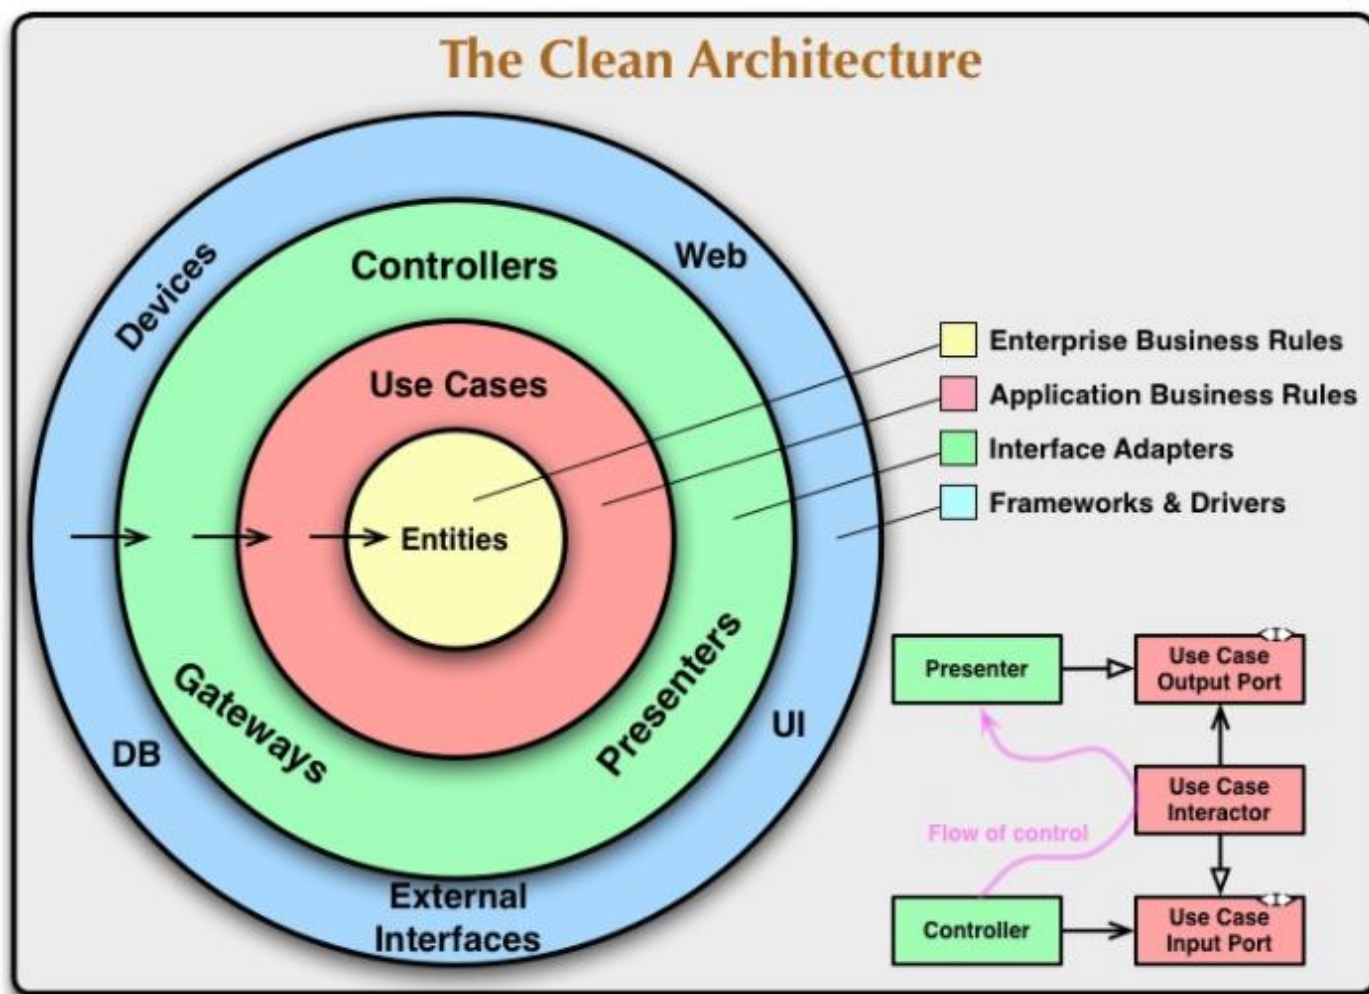 The Clean Architecture
Devices
Controllers
Web
Use Cases
Entities
Gateways
Presenters
DB
UI
External
Interfaces
Enterprise Business Rules
Application Business Rules
Interface Adapters
Frameworks & Drivers
Presenter
<I>
Use Case
Output Port
Use Case
Interactor
Flow of control
Controller
<I>
Use Case
Input Port